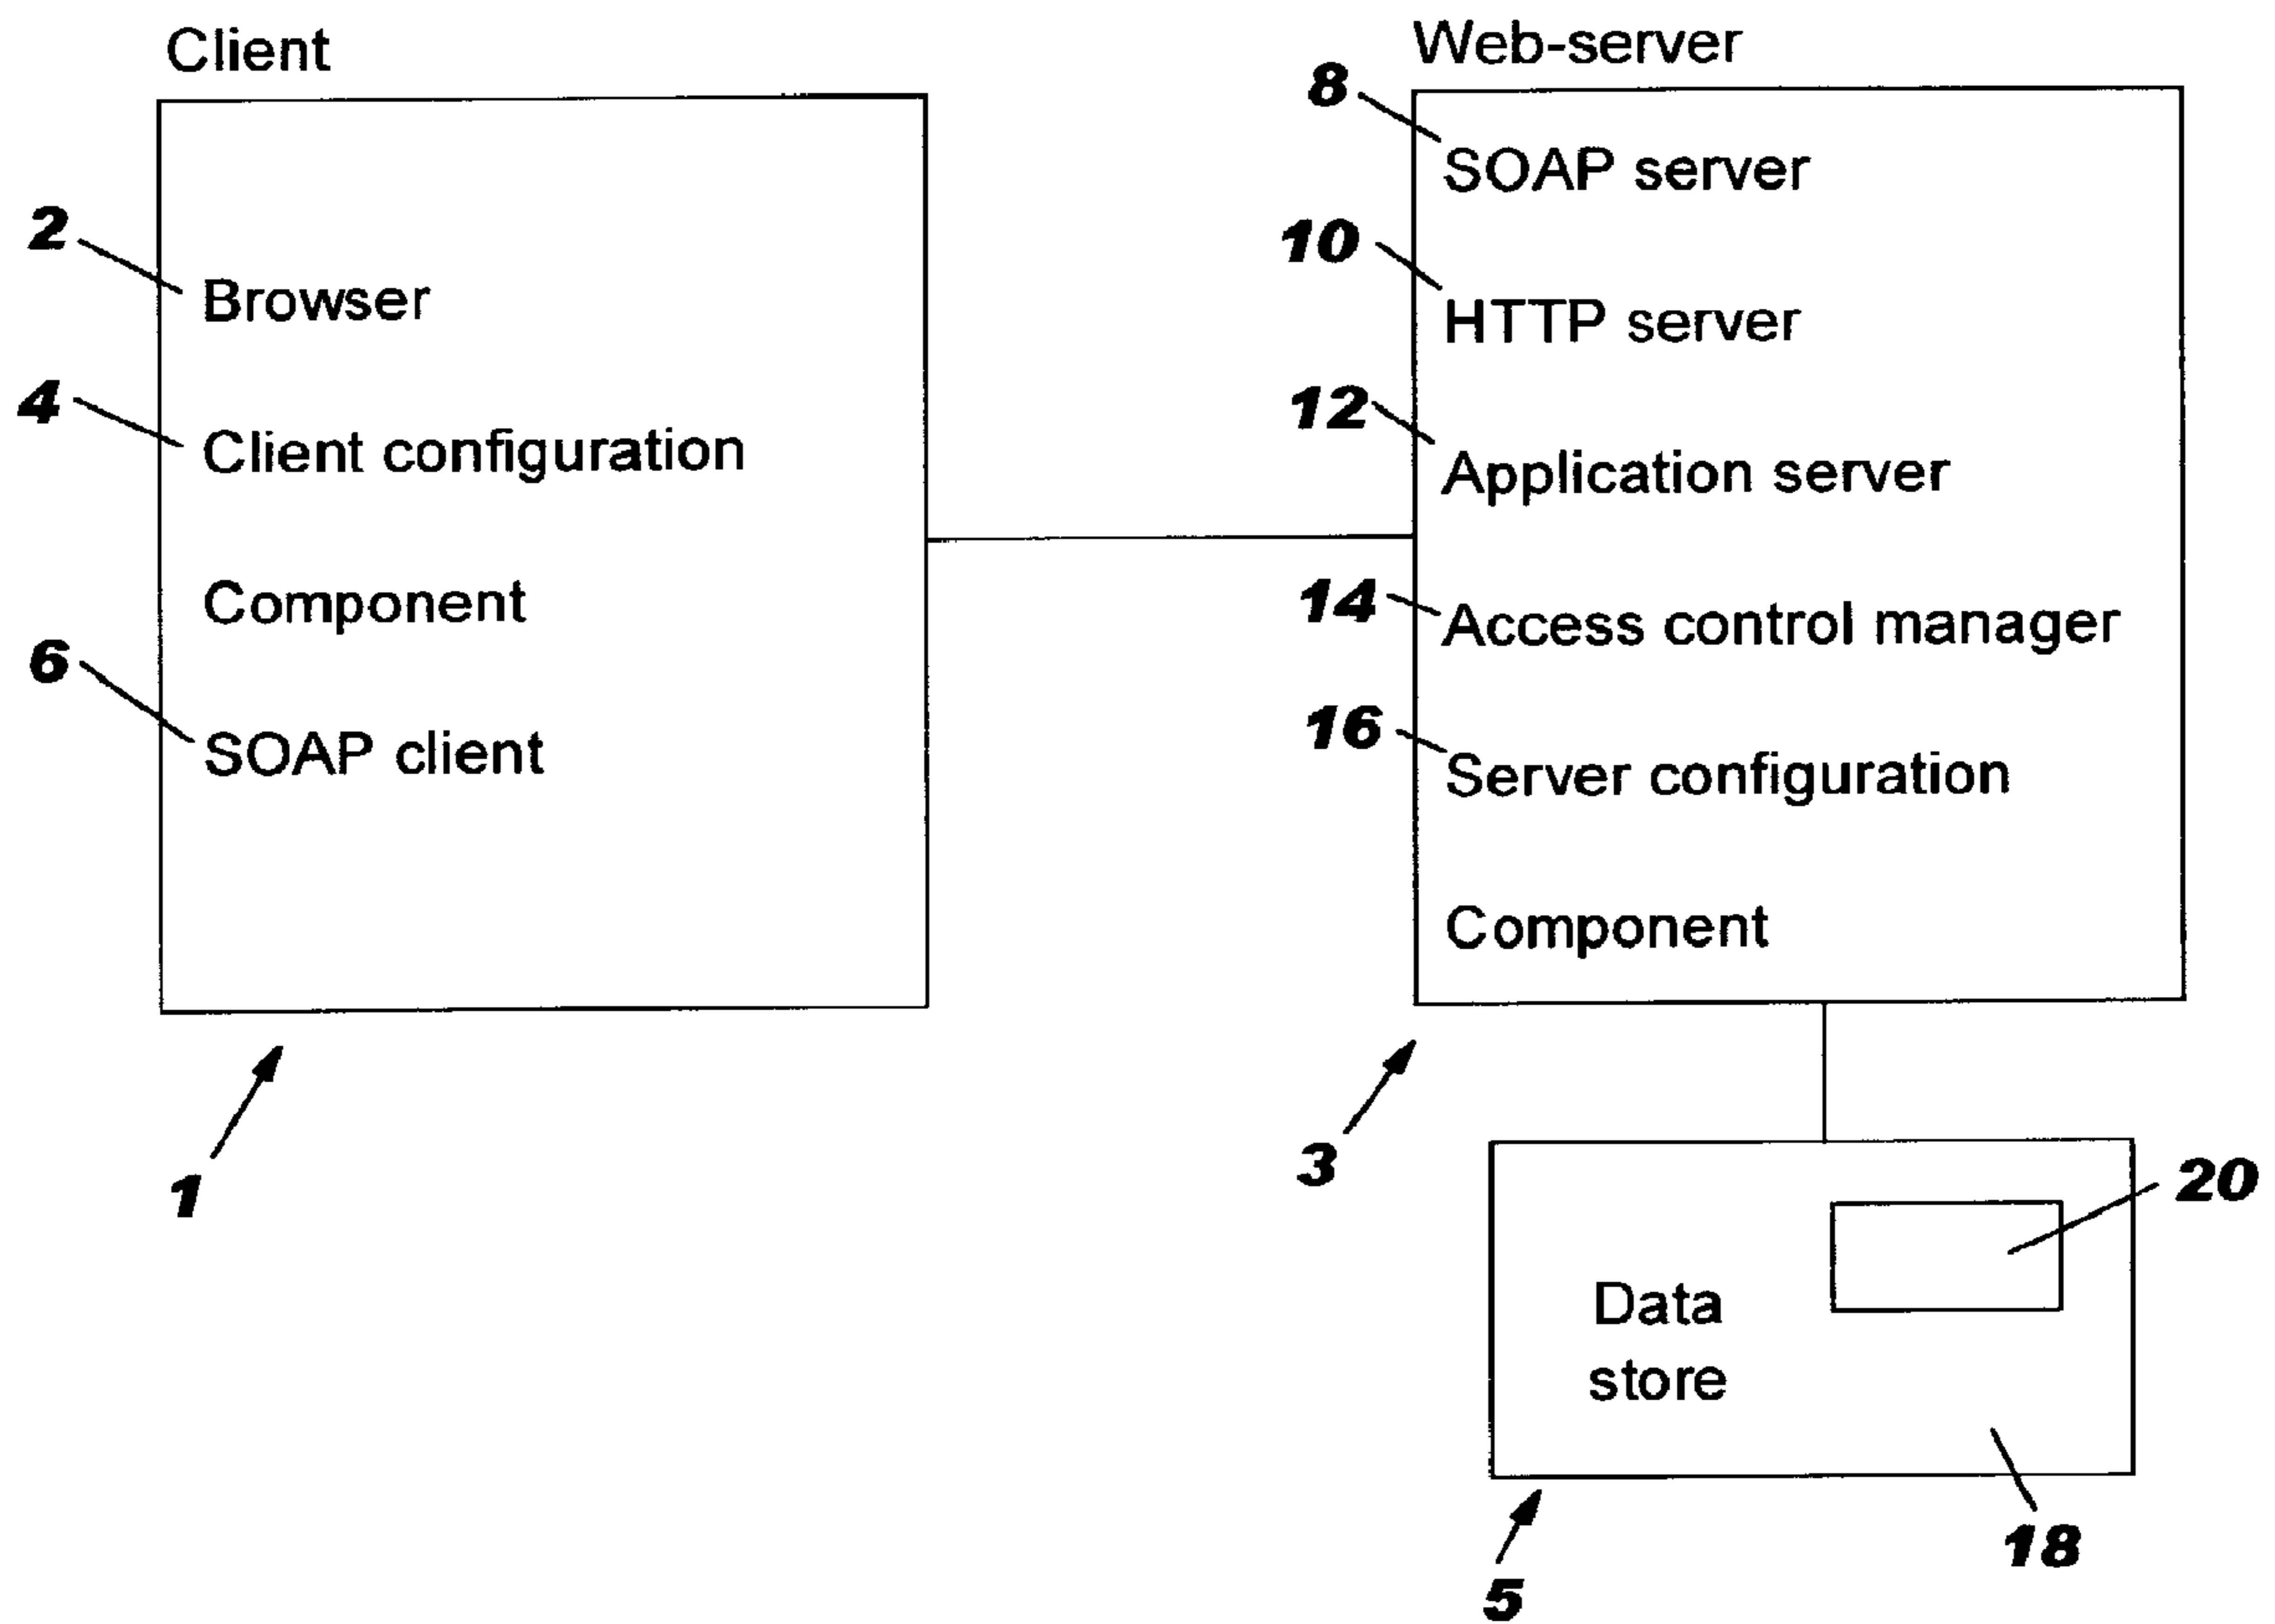 Client
2
Browser
4
Client configuration
Component
6
SOAP client
1
Web-server
8
SOAP server
10
HTTP server
12
Application server
14
Access control manager
16
Server configuration
Component
3
20
Data
store
18
5